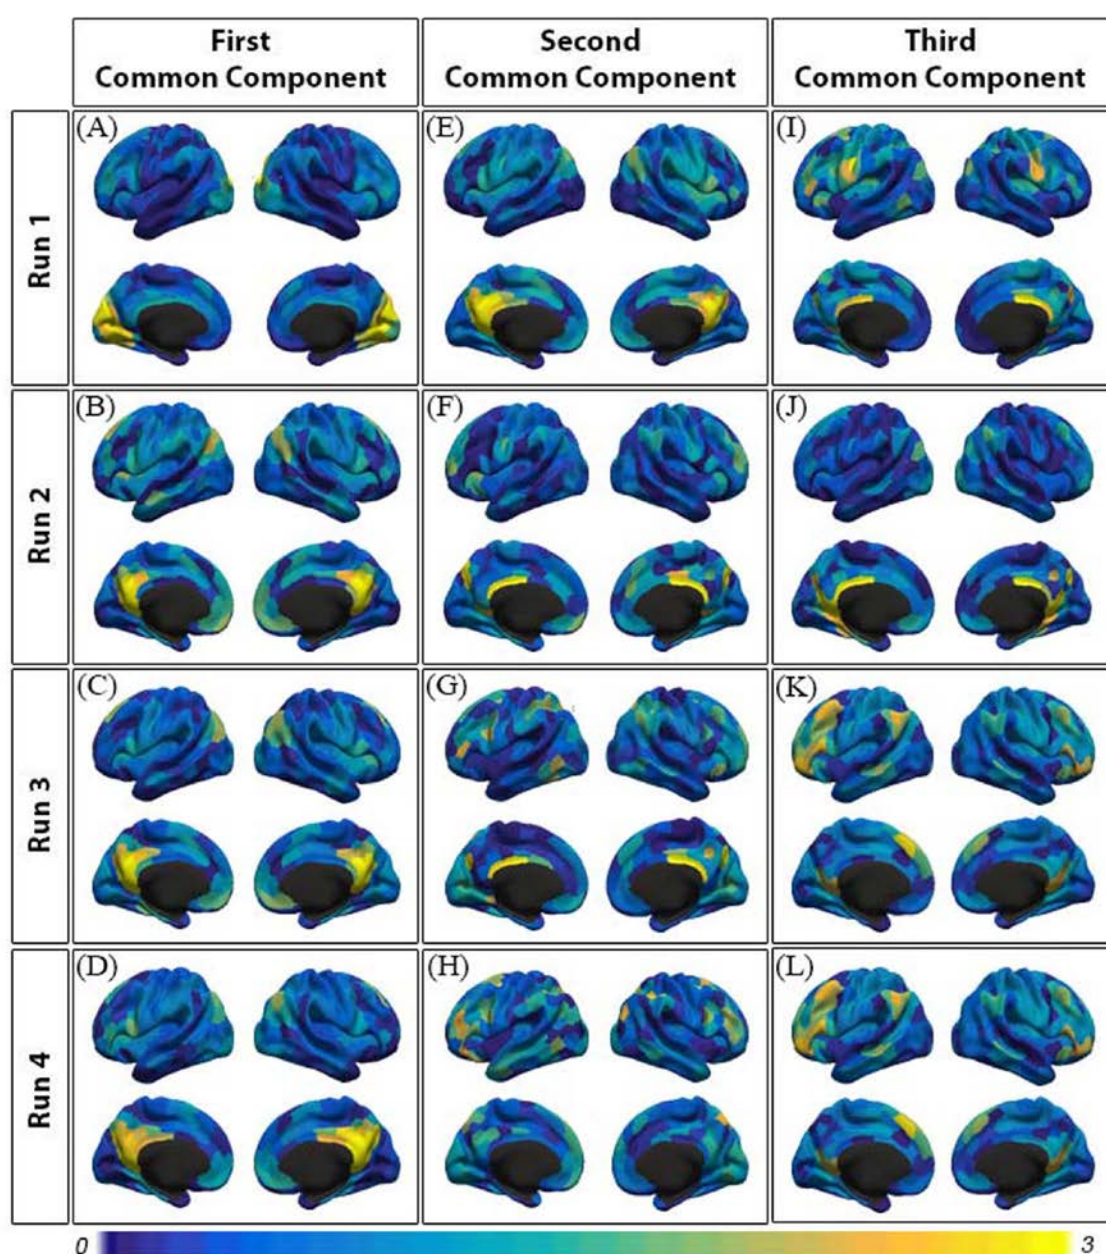 First
Common Component
Second
Common Component
Third
Common Component
Run 1
(A)
(E)
(I)
Run 2
(B)
(F)
(J)
Run 3
(C)
(G)
(K)
Run 4
(D)
(H)
(L)
0
3